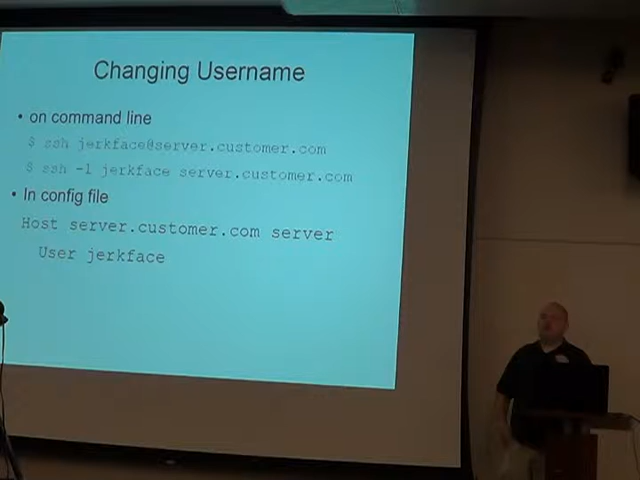 Changing Username
• on command line
$ ssh jerkface@server.customer.com
$ ssh -l jerkface server.customer.com
• In config file
Host server.customer.com server
User jerkface